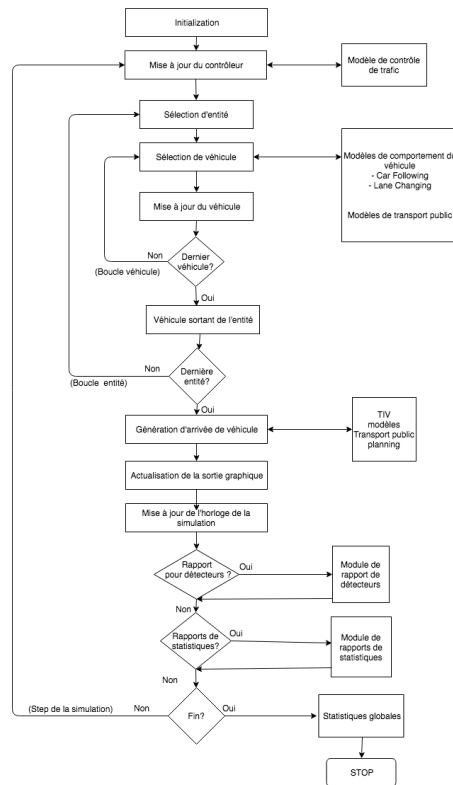 Initialization
Mise à jour du contrôleur
Modèle de contrôle
de trafic
Sélection d'entité
Sélection de véhicule
Modèles de comportement du
véhicule
- Car Following
- Lane Changing
Modèles de transport public
Mise à jour du véhicule
Non
Dernier
véhicule?
(Boucle véhicule)
Oui
Véhicule sortant de l'entité
Non
Dernière
entité?
(Boucle entité)
Oui
Génération d'arrivée de véhicule
TIV
modèles
Transport public
planning
Actualisation de la sortie graphique
Mise à jour de l'horloge de la
simulation
Rapport
pour détecteurs ?
Oui
Module de
rapport de
détecteurs
Non
Rapports de
statistiques?
Oui
Module de
rapports de
statistiques
Non
(Step de la simulation)
Non
Fin?
Oui
Statistiques globales
STOP